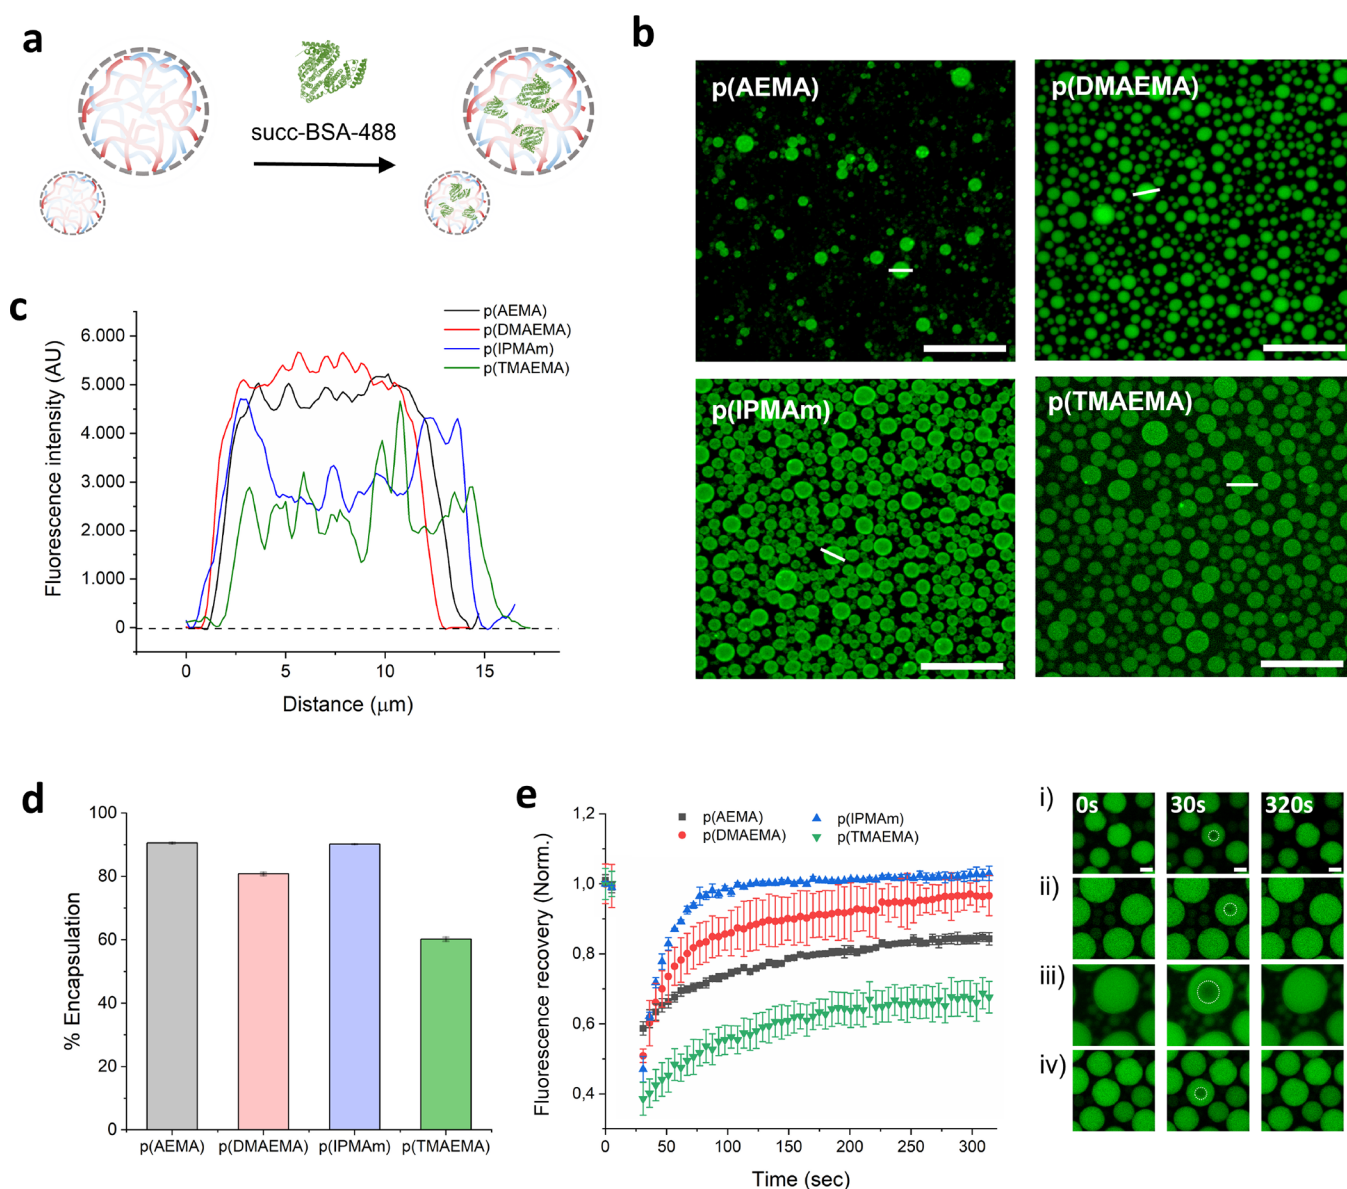 a
succ-BSA-488
b
p(AEMA)
p(DMAEMA)
p(IPMAm)
p(TMAEMA)
c
p(AEMA)
p(DMAEMA)
p(IPMAm)
p(TMAEMA)
6.000
5.000
4.000
3.000
2.000
1.000
0
Fluorescence intensity (AU)
0 5 10 15
Distance (μm)
d
100
80
60
40
20
0
% Encapsulation
p(AEMA) p(DMAEMA) p(IPMAm) p(TMAEMA)
e
1,2
1,0
0,8
0,6
0,4
Fluorescence recovery (Norm.)
p(AEMA) p(IPMAm)
p(DMAEMA) p(TMAEMA)
0 50 100 150 200 250 300
Time (sec)
i) 0s 30s 320s
ii)
iii)
iv)